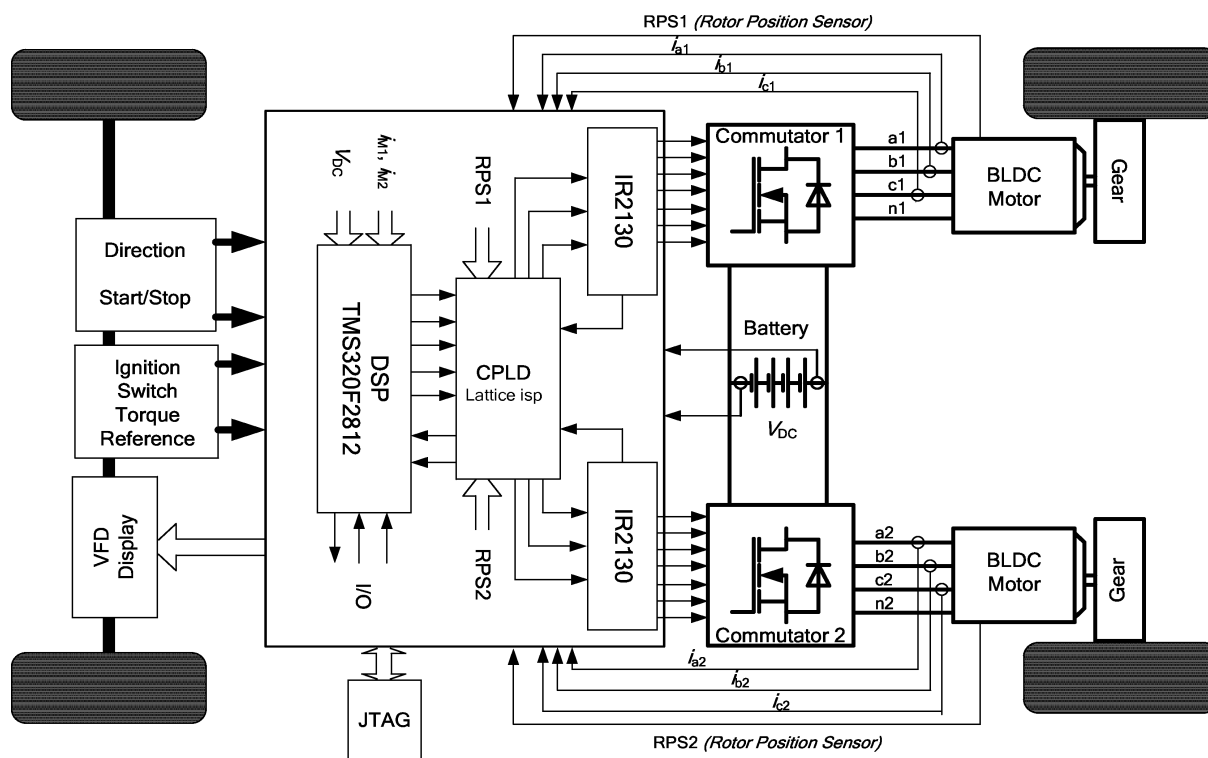 RPS1 (Rotor Position Sensor)
ia1
ib1
ic1
Commutator 1
a1
b1
c1
n1
BLDC
Motor
Gear
VDC
iM1, iM2
RPS1
IR2130
Direction
Start/Stop
DSP
TMS320F2812
CPLD
Lattice isp
Battery
VDC
Ignition
Switch
Torque
Reference
VFD
Display
I/O
RPS2
IR2130
Commutator 2
a2
b2
c2
n2
BLDC
Motor
Gear
ia2
ib2
ic2
JTAG
RPS2 (Rotor Position Sensor)